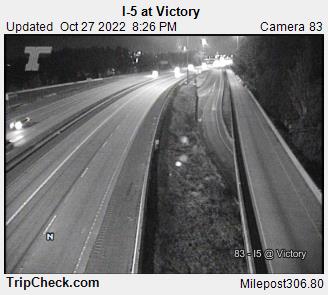 I-5 at Victory
Updated Oct 27 2022 8:26 PM Camera 83
T
N
83 - I5 @ Victory
TripCheck.com Milepost306.80